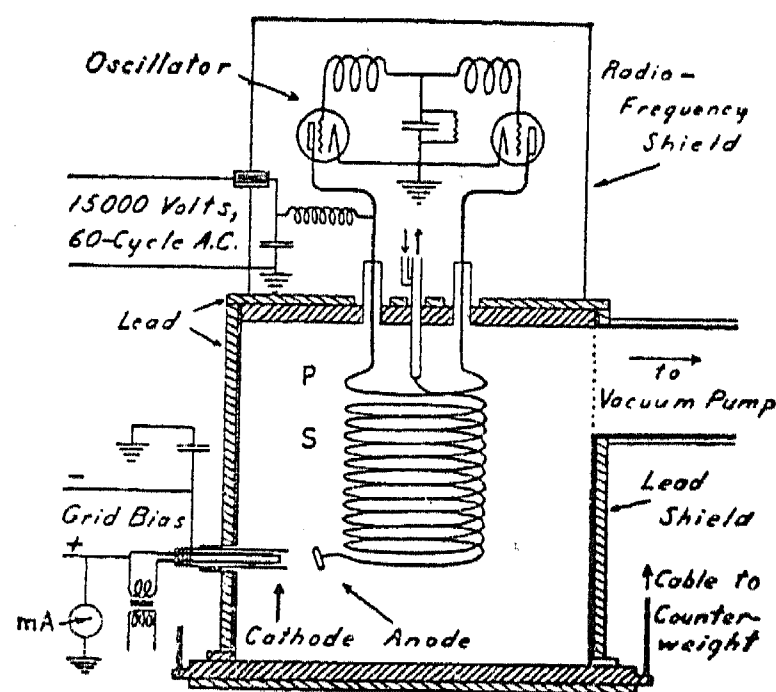 Oscillator
Radio-
Frequency
Shield
15000 Volts,
60-Cycle A.C.
Lead
P
to
Vacuum Pump
S
-
Grid Bias
+
Lead
Shield
mA
Cathode
Anode
Cable to
Counter-
weight